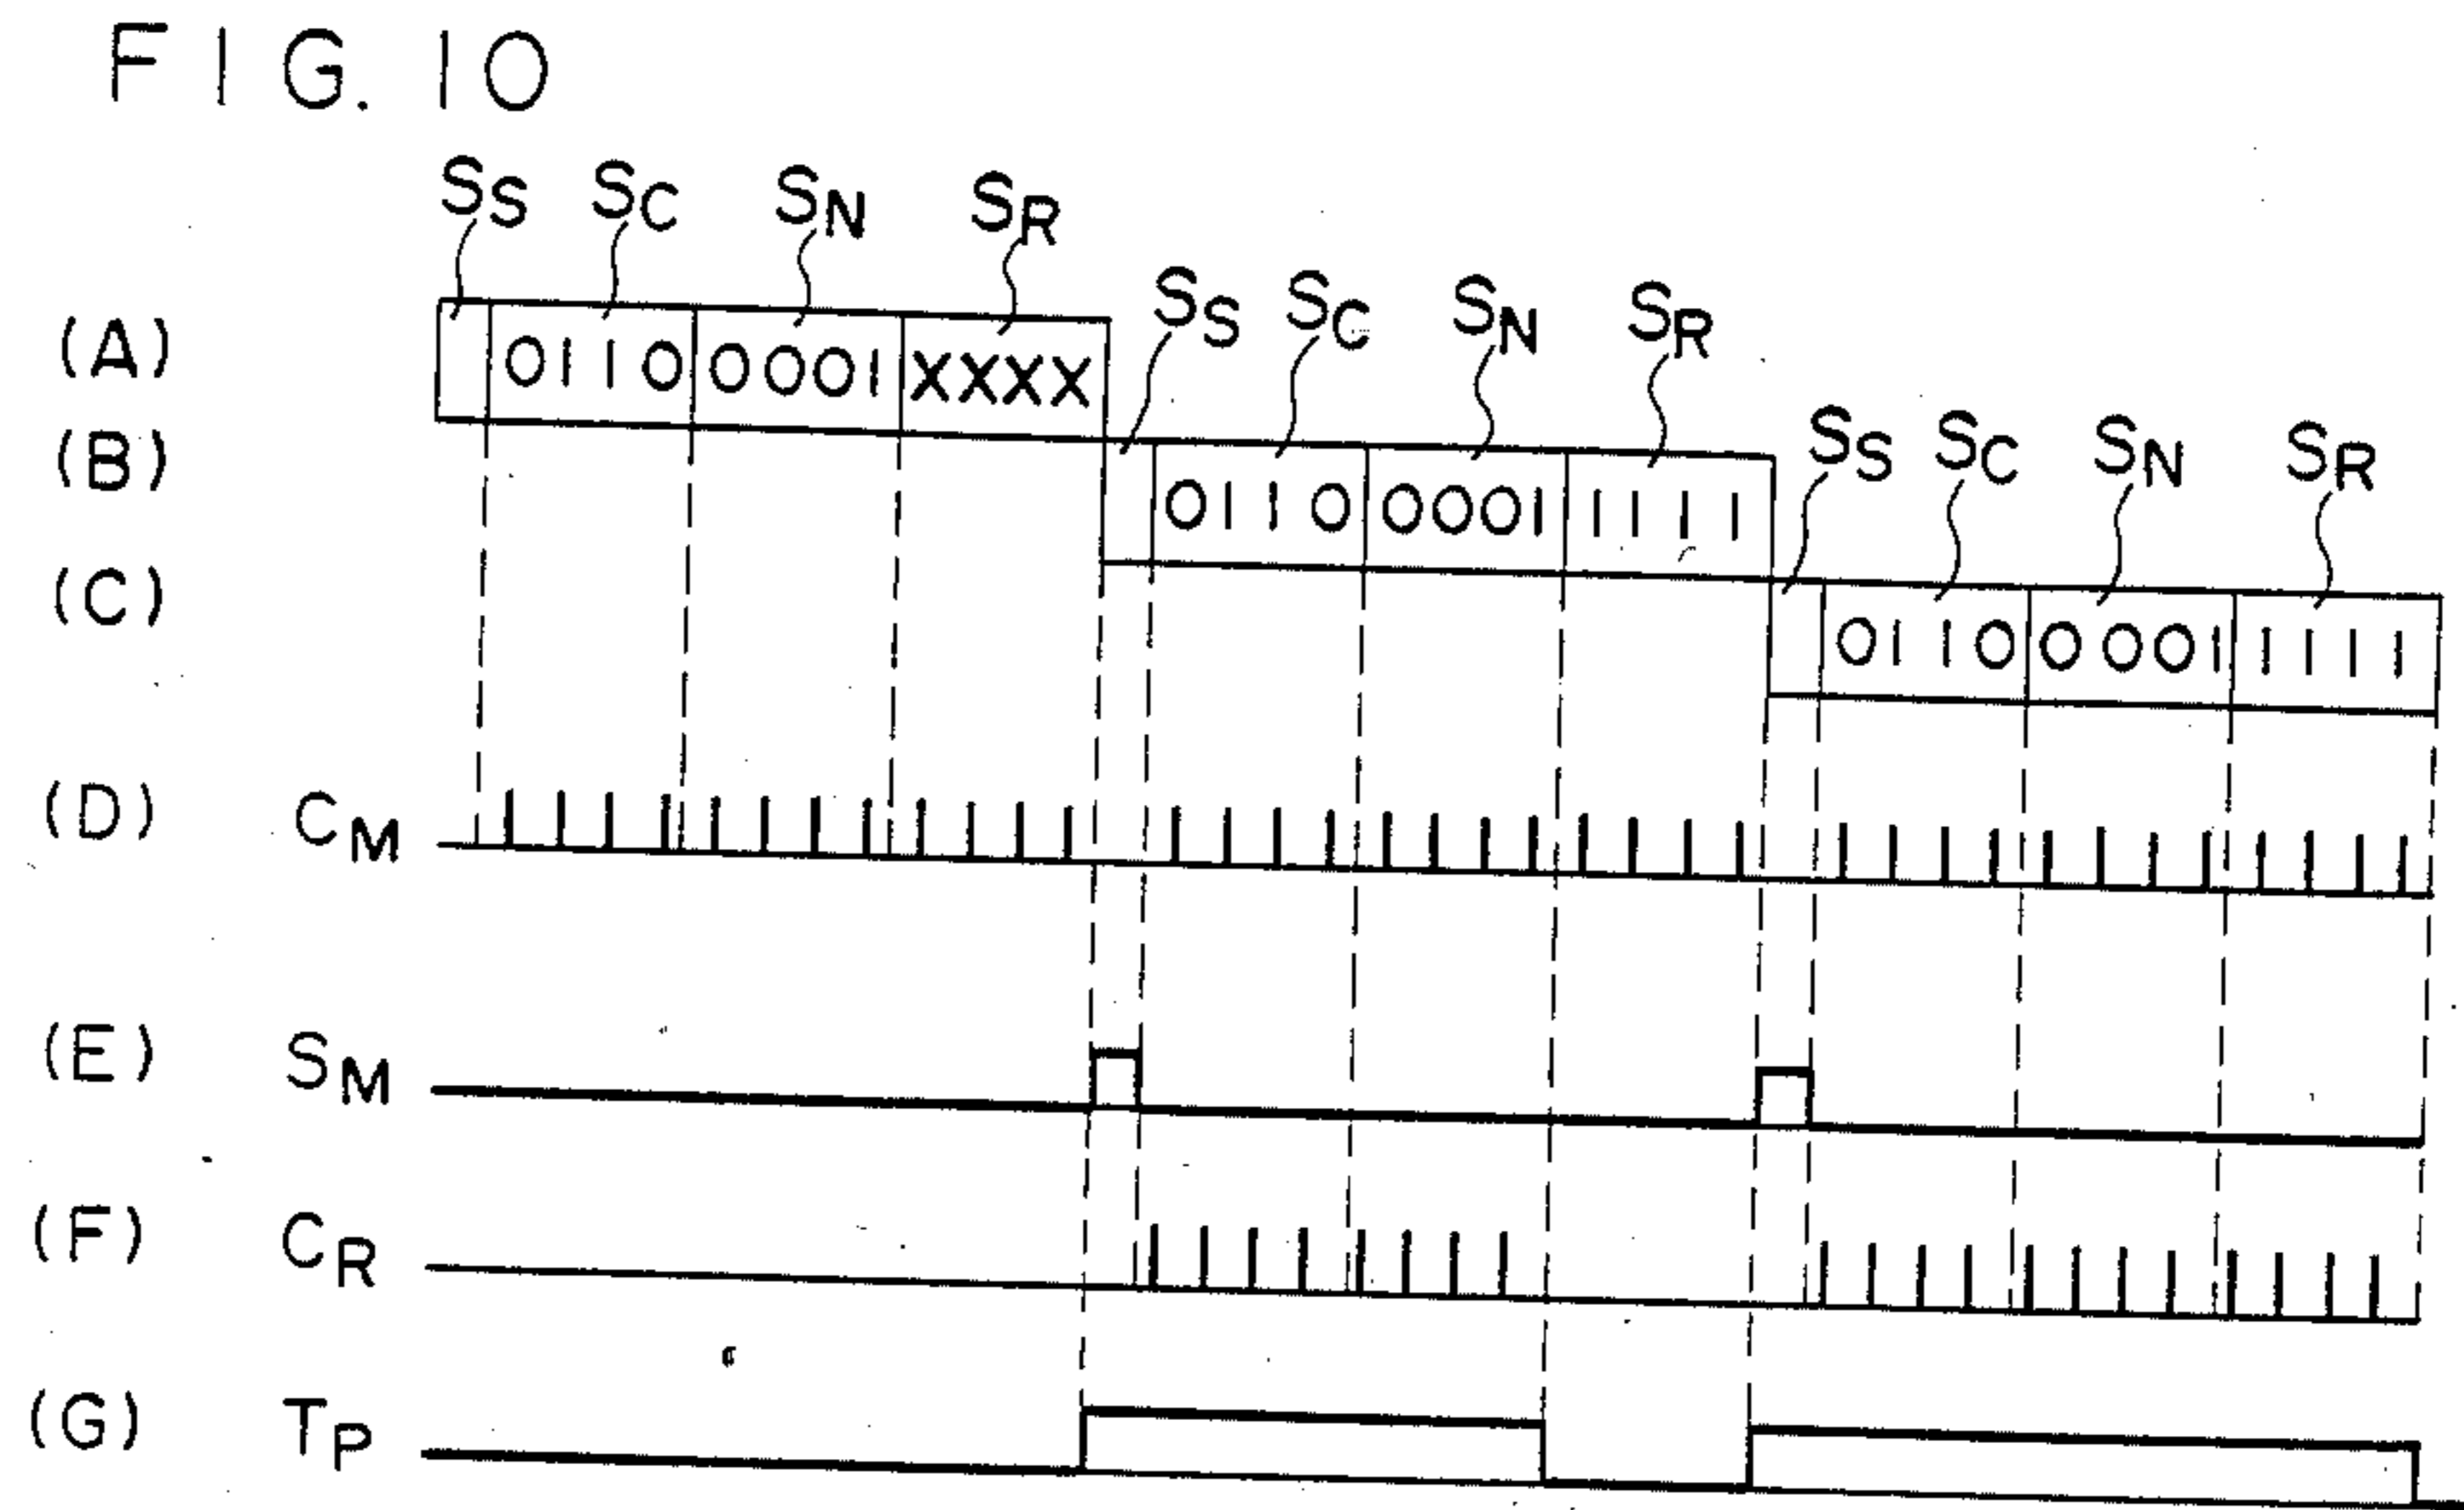 FIG. 10
SS SC SN SR
(A) 0110 0001 XXXX
SS SC SN SR
(B) 0110 0001 1111
SS SC SN SR
(C) 0110 0001 1111
(D) CM
(E) SM
(F) CR
(G) TP